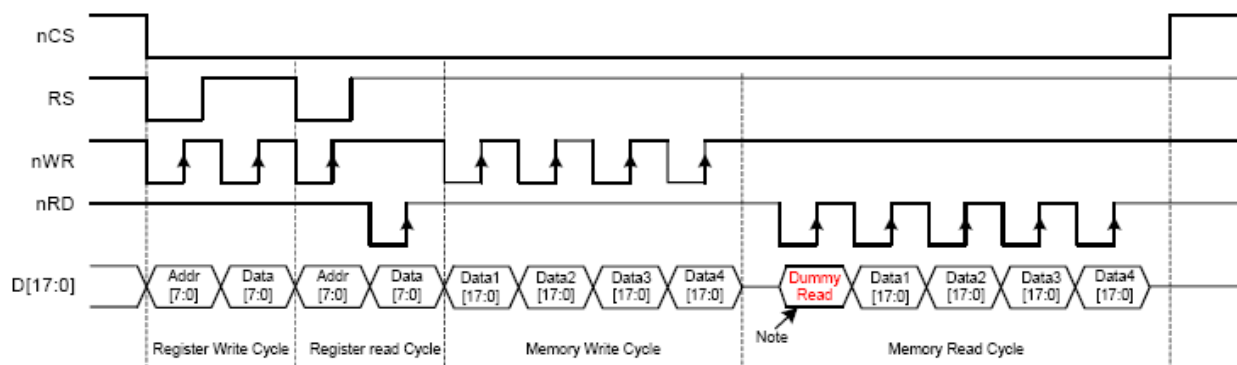 nCS
RS
nWR
nRD
D[17:0]
Addr
[7:0]
Data
[7:0]
Addr
[7:0]
Data
[7:0]
Data1
[17:0]
Data2
[17:0]
Data3
[17:0]
Data4
[17:0]
Dummy
Read
Data1
[17:0]
Data2
[17:0]
Data3
[17:0]
Data4
[17:0]
Note
Register Write Cycle
Register read Cycle
Memory Write Cycle
Memory Read Cycle